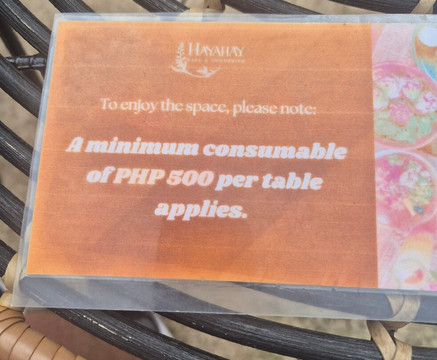 HAYAHAY
To enjoy the space, please note:
A minimum consumable
of PHP 500 per table
applies.